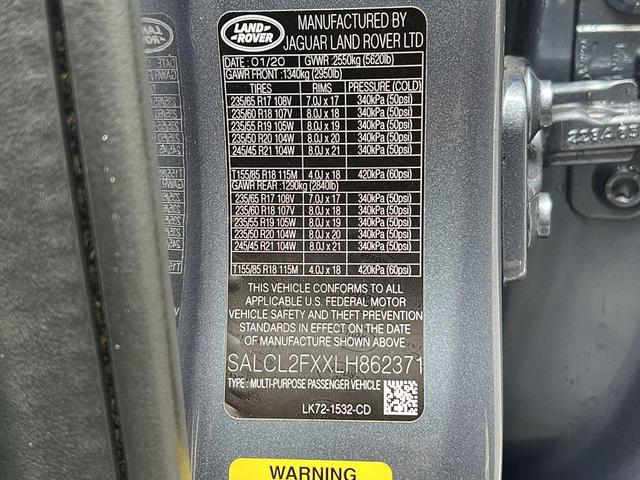 LAND ROVER
MANUFACTURED BY
JAGUAR LAND ROVER LTD
DATE : 01/20 GVWR : 2550kg (5620lb)
GAWR FRONT : 1340kg (2950lb)
TIRES RIMS PRESSURE (COLD)
235/65 R17 108V 7.0J x 17 340kPa (50psi)
235/60 R18 107V 8.0J x 18 340kPa (50psi)
235/55 R19 105W 8.0J x 19 340kPa (50psi)
235/50 R20 104W 8.0J x 20 340kPa (50psi)
245/45 R21 104W 8.0J x 21 340kPa (50psi)
T155/85 R18 115M 4.0J x 18 420kPa (60psi)
GAWR REAR : 1290kg (2840lb)
235/65 R17 108V 7.0J x 17 340kPa (50psi)
235/60 R18 107V 8.0J x 18 340kPa (50psi)
235/55 R19 105W 8.0J x 19 340kPa (50psi)
235/50 R20 104W 8.0J x 20 340kPa (50psi)
245/45 R21 104W 8.0J x 21 340kPa (50psi)
T155/85 R18 115M 4.0J x 18 420kPa (60psi)
THIS VEHICLE CONFORMS TO ALL
APPLICABLE U.S. FEDERAL MOTOR
VEHICLE SAFETY AND THEFT PREVENTION
STANDARDS IN EFFECT ON THE DATE
OF MANUFACTURE SHOWN ABOVE
SALCL2FXXLH862371
TYPE : MULTI-PURPOSE PASSENGER VEHICLE
LK72-1532-CD
WARNING